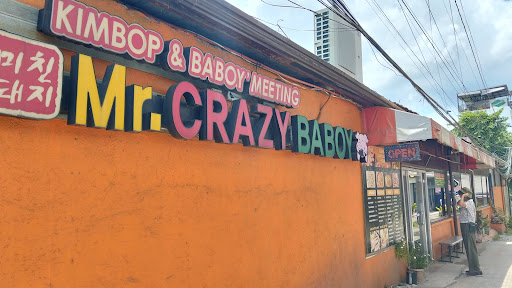 KIMBOP & BABOY MEETING
미친
돼지
Mr. CRAZY BABOY
OPEN